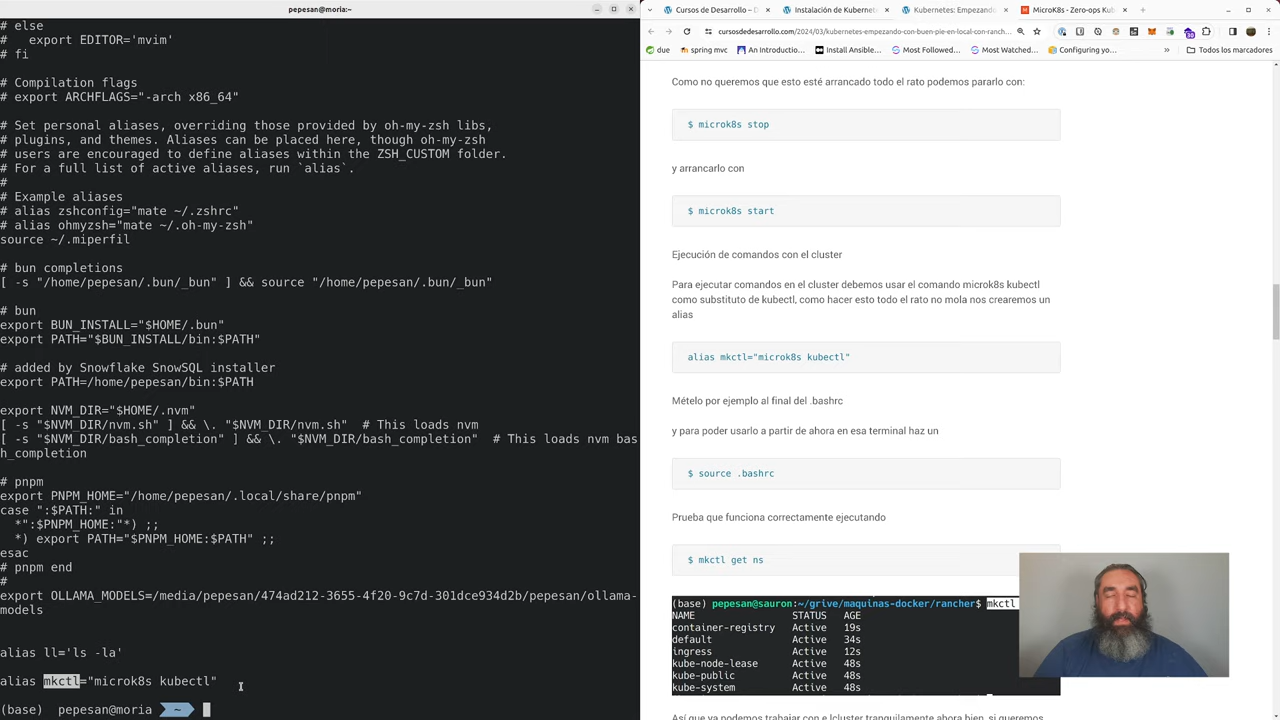 pepesan@moria:~
# else
#   export EDITOR='mvim'
# fi
# Compilation flags
# export ARCHFLAGS="-arch x86_64"
# Set personal aliases, overriding those provided by oh-my-zsh libs,
# plugins, and themes. Aliases can be placed here, though oh-my-zsh
# users are encouraged to define aliases within the ZSH_CUSTOM folder.
# For a full list of active aliases, run `alias`.
#
# Example aliases
# alias zshconfig="mate ~/.zshrc"
# alias ohmyzsh="mate ~/.oh-my-zsh"
source ~/.miperfil
# bun completions
[ -s "/home/pepesan/.bun/_bun" ] && source "/home/pepesan/.bun/_bun"
# bun
export BUN_INSTALL="$HOME/.bun"
export PATH="$BUN_INSTALL/bin:$PATH"
# added by Snowflake SnowSQL installer
export PATH=/home/pepesan/bin:$PATH
export NVM_DIR="$HOME/.nvm"
[ -s "$NVM_DIR/nvm.sh" ] && \. "$NVM_DIR/nvm.sh"  # This loads nvm
[ -s "$NVM_DIR/bash_completion" ] && \. "$NVM_DIR/bash_completion"  # This loads nvm bas
h_completion
# pnpm
export PNPM_HOME="/home/pepesan/.local/share/pnpm"
case ":$PATH:" in
  *":$PNPM_HOME:"*) ;;
  *) export PATH="$PNPM_HOME:$PATH" ;;
esac
# pnpm end
#
export OLLAMA_MODELS=/media/pepesan/474ad212-3655-4f20-9c7d-301dce934d2b/pepesan/ollama-
models
alias ll='ls -la'
alias mkctl="microk8s kubectl"
(base) pepesan@moria ~
Cursos de Desarrollo – D
Instalación de Kubernet
Kubernetes: Empezando
MicroK8s - Zero-ops Kub
cursosdedesarrollo.com/2024/03/kubernetes-empezando-con-buen-pie-en-local-con-ranch...
due
spring mvc
An Introductio...
Install Ansible...
Most Followed...
Most Watched...
Configuring yo...
»
Todos los marcadores
Como no queremos que esto esté arrancado todo el rato podemos pararlo con:
$ microk8s stop
y arrancarlo con
$ microk8s start
Ejecución de comandos con el cluster
Para ejecutar comandos en el cluster debemos usar el comando microk8s kubectl
como substituto de kubectl, como hacer esto todo el rato no mola nos crearemos un
alias
alias mkctl="microk8s kubectl"
Mételo por ejemplo al final del .bashrc
y para poder usarlo a partir de ahora en esa terminal haz un
$ source .bashrc
Prueba que funciona correctamente ejecutando
$ mkctl get ns
(base) pepesan@sauron:~/grive/maquinas-docker/rancher$ mkctl
NAME STATUS AGE
container-registry Active 19s
default Active 34s
ingress Active 12s
kube-node-lease Active 48s
kube-public Active 48s
kube-system Active 48s
Así que ya podemos trabajar con e lcluster tranquilamente ahora bien, si queremos